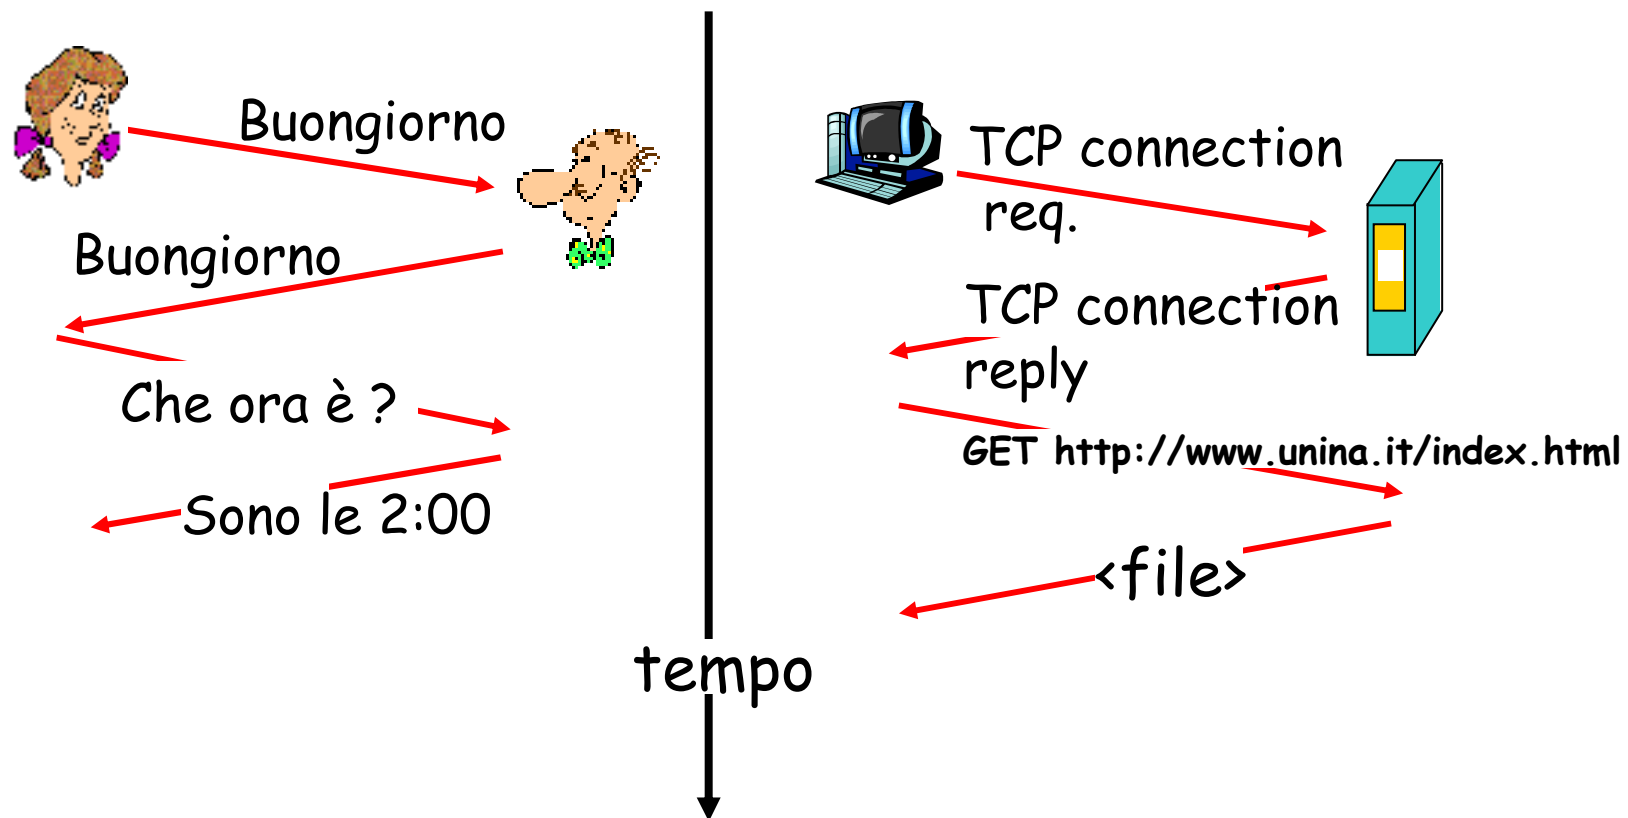 Buongiorno
Buongiorno
Che ora è ?
Sono le 2:00
TCP connection
req.
TCP connection
reply
GET http://www.unina.it/index.html
<file>
tempo